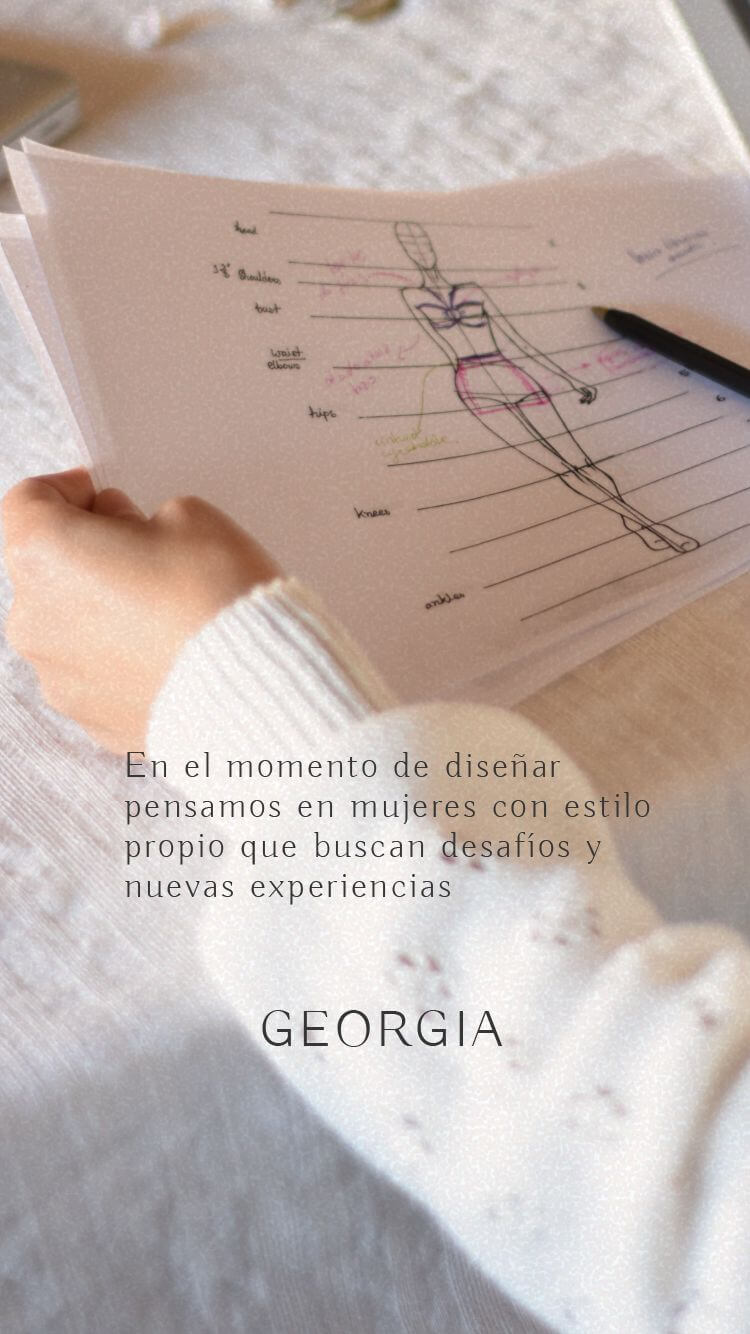 head
shoulders
bust
waist
elbows
hips
knees
ankles
En el momento de diseñar
pensamos en mujeres con estilo
propio que buscan desafíos y
nuevas experiencias
GEORGIA